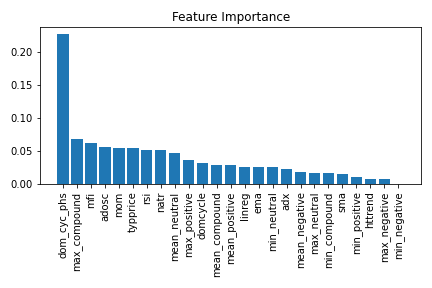 Feature Importance
0.20
0.15
0.10
0.05
0.00
dom_cyc_phs
max_compound
mfi
adosc
mom
typprice
rsi
natr
mean_neutral
max_positive
domcycle
mean_compound
mean_positive
linreg
ema
min_neutral
adx
mean_negative
max_neutral
min_compound
sma
min_positive
httrend
max_negative
min_negative